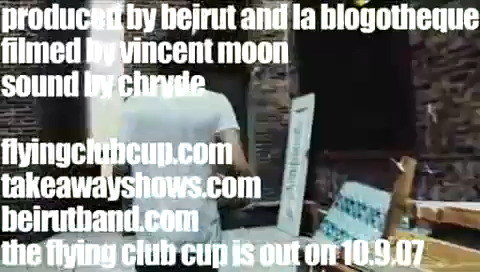 produced by beirut and la blogotheque
filmed by vincent moon
sound by chryde
flyingclubcup.com
takeawayshows.com
beirutband.com
the flying club cup is out on 10.9.07